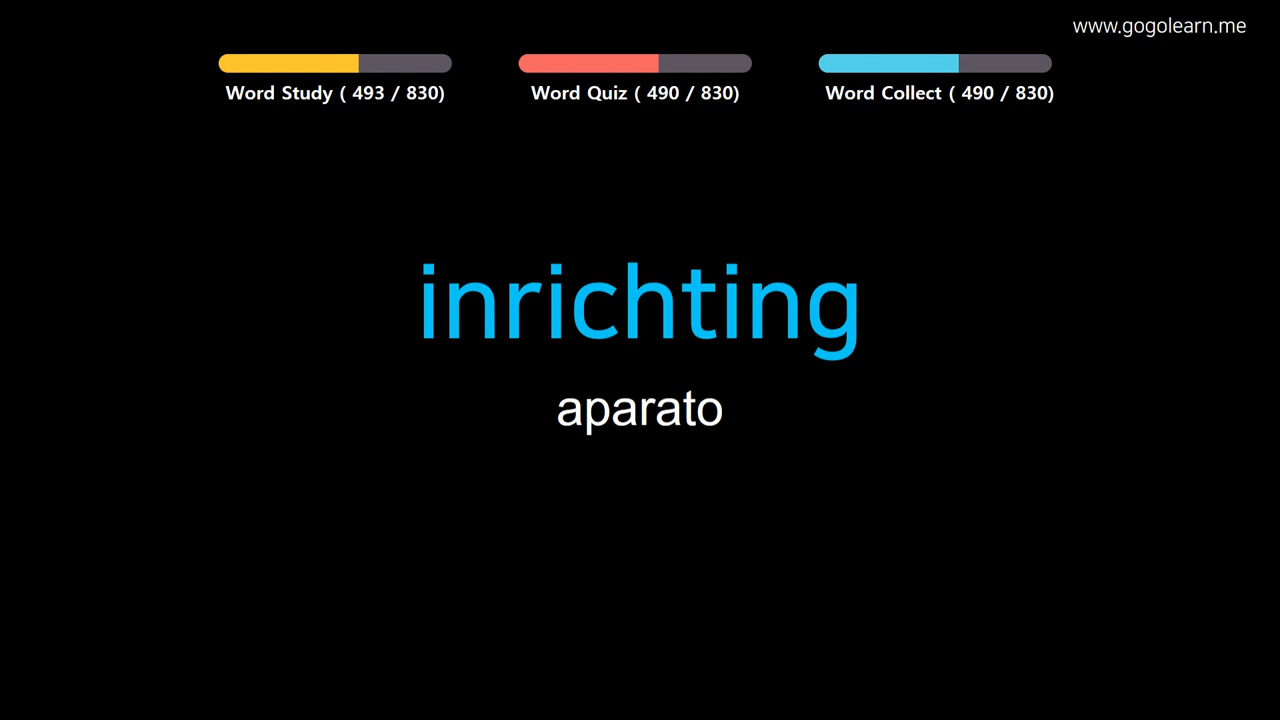 www.gogolearn.me
Word Study ( 493 / 830)
Word Quiz ( 490 / 830)
Word Collect ( 490 / 830)
inrichting
aparato